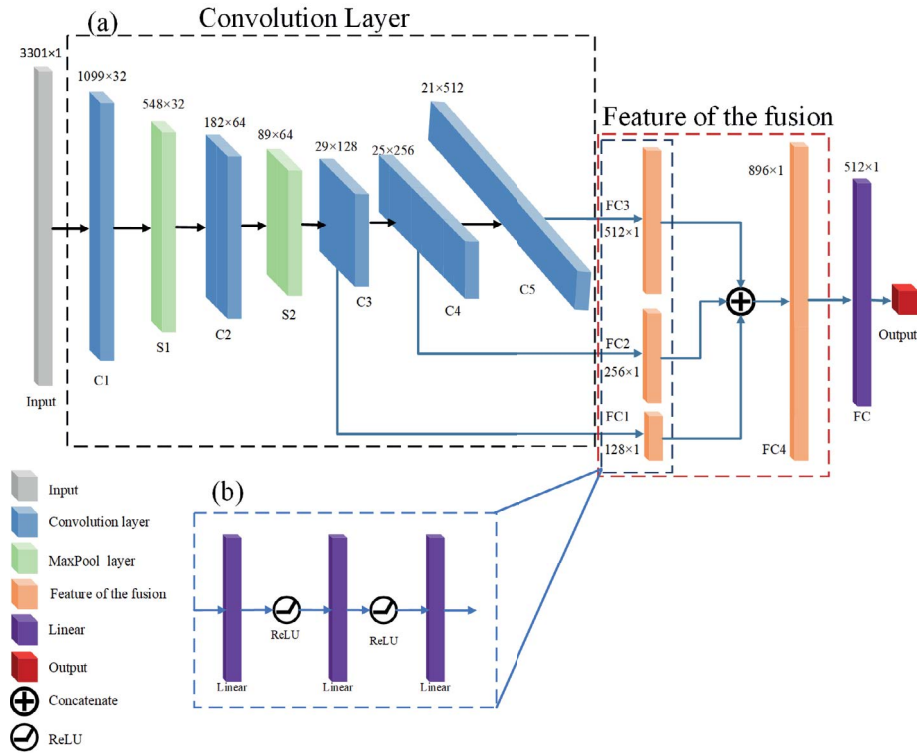 (a)
Convolution Layer
3301×1
1099×32
548×32
182×64
89×64
29×128
25×256
21×512
Input
C1
S1
C2
S2
C3
C4
C5
Feature of the fusion
FC3
512×1
FC2
256×1
FC1
128×1
896×1
FC4
512×1
FC
Output
(b)
Linear
ReLU
Linear
ReLU
Linear
Input
Convolution layer
MaxPool layer
Feature of the fusion
Linear
Output
Concatenate
ReLU